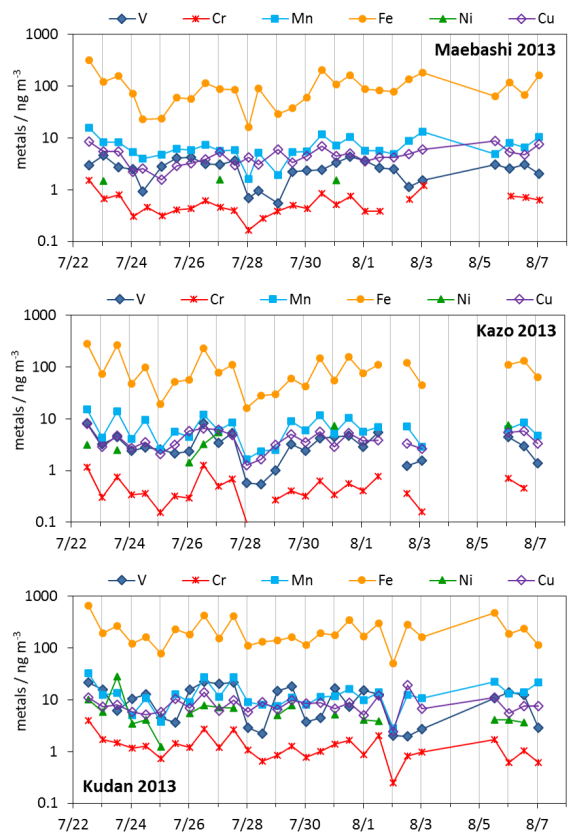 V Cr Mn Fe Ni Cu
Maebashi 2013
metals / ng m⁻³
1000
100
10
1
0.1
7/22 7/24 7/26 7/28 7/30 8/1 8/3 8/5 8/7
V Cr Mn Fe Ni Cu
Kazo 2013
metals / ng m⁻³
1000
100
10
1
0.1
7/22 7/24 7/26 7/28 7/30 8/1 8/3 8/5 8/7
V Cr Mn Fe Ni Cu
metals / ng m⁻³
1000
100
10
1
0.1
Kudan 2013
7/22 7/24 7/26 7/28 7/30 8/1 8/3 8/5 8/7